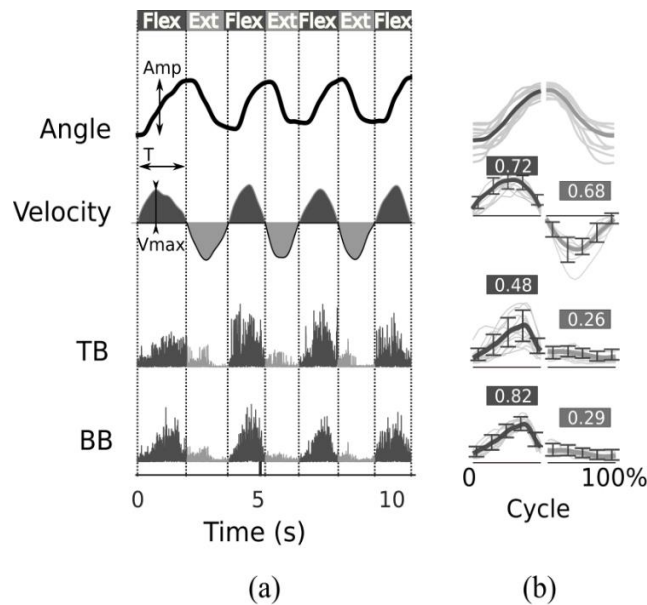 Flex Ext Flex Ext Flex Ext Flex
Amp
Angle
T
0.72
Velocity
0.68
Vmax
0.48
TB
0.26
0.82
BB
0.29
0 5 10
0 100%
Time (s)
Cycle
(a) (b)